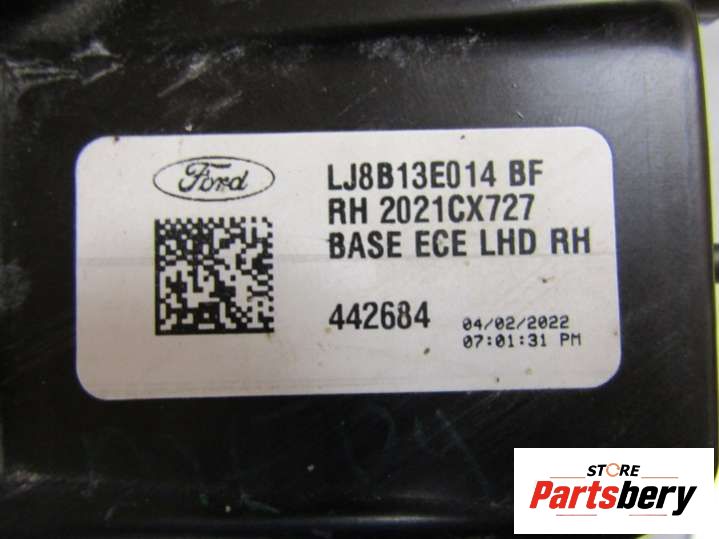 Ford
LJ8B13E014 BF
RH 2021CX727
BASE ECE LHD RH
442684 04/02/2022
07:01:31 PM
STORE
Partsbery